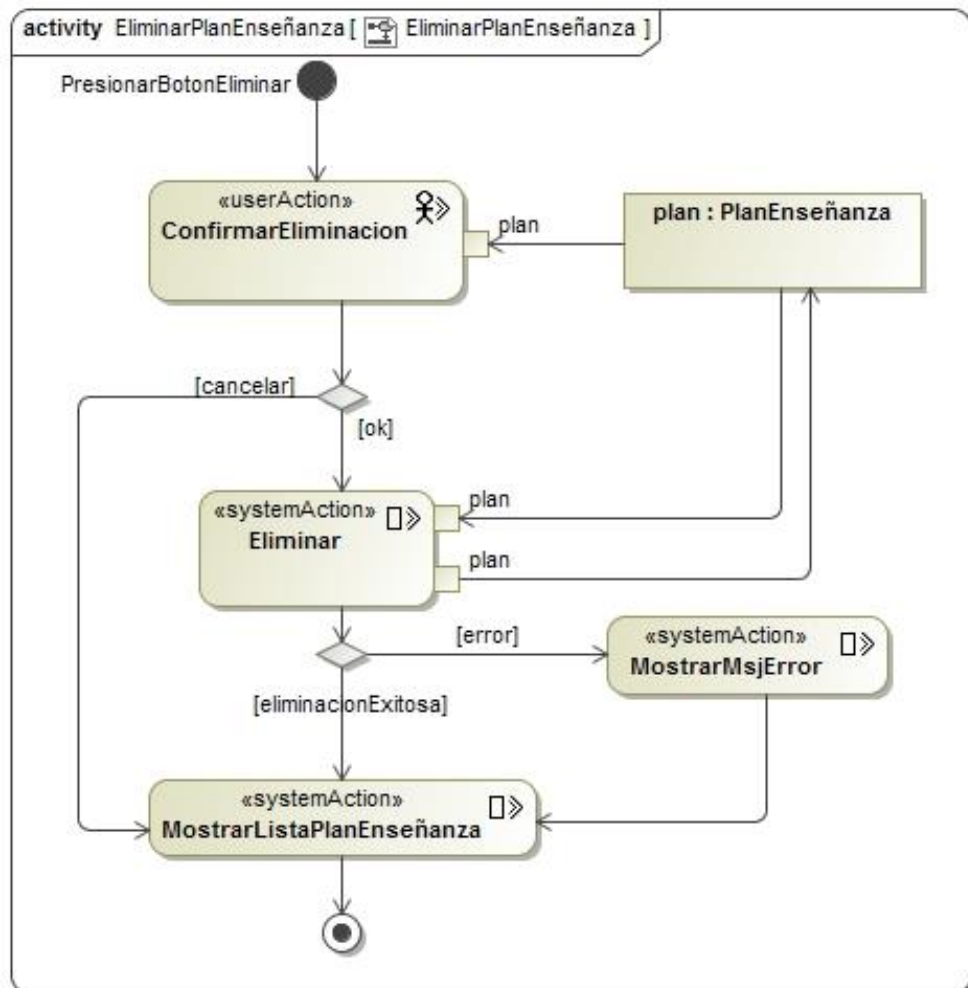 activity EliminarPlanEnseñanza [ EliminarPlanEnseñanza ]
PresionarBotonEliminar
«userAction»
ConfirmarEliminacion
plan
plan : PlanEnseñanza
[cancelar]
[ok]
«systemAction»
Eliminar
plan
plan
[error]
«systemAction»
MostrarMsjError
[eliminacionExitosa]
«systemAction»
MostrarListaPlanEnseñanza